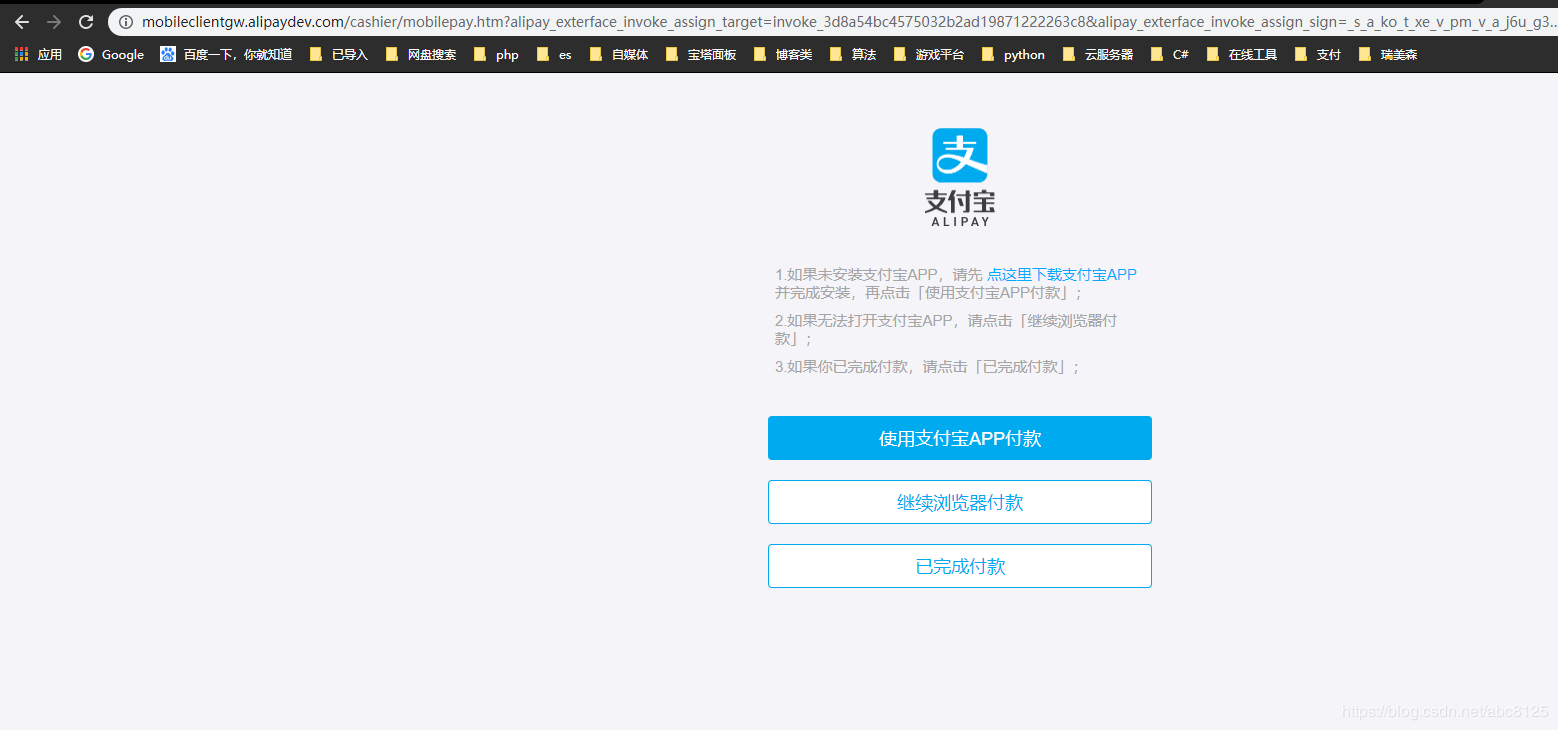 mobileclientgw.alipaydev.com/cashier/mobilepay.htm?alipay_exterface_invoke_assign_target=invoke_3d8a54bc4575032b2ad19871222263c8&alipay_exterface_invoke_assign_sign=_s_a_ko_t_xe_v_pm_v_a_j6u_g3...
应用 Google 百度一下，你就知道 已导入 网盘搜索 php es 自媒体 宝塔面板 博客类 算法 游戏平台 python 云服务器 C# 在线工具 支付 瑞美森
支
支付宝
ALIPAY
1.如果未安装支付宝APP，请先 点这里下载支付宝APP
并完成安装，再点击「使用支付宝APP付款」；
2.如果无法打开支付宝APP，请点击「继续浏览器付
款」；
3.如果你已完成付款，请点击「已完成付款」；
使用支付宝APP付款
继续浏览器付款
已完成付款
https://blog.csdn.net/abc8125